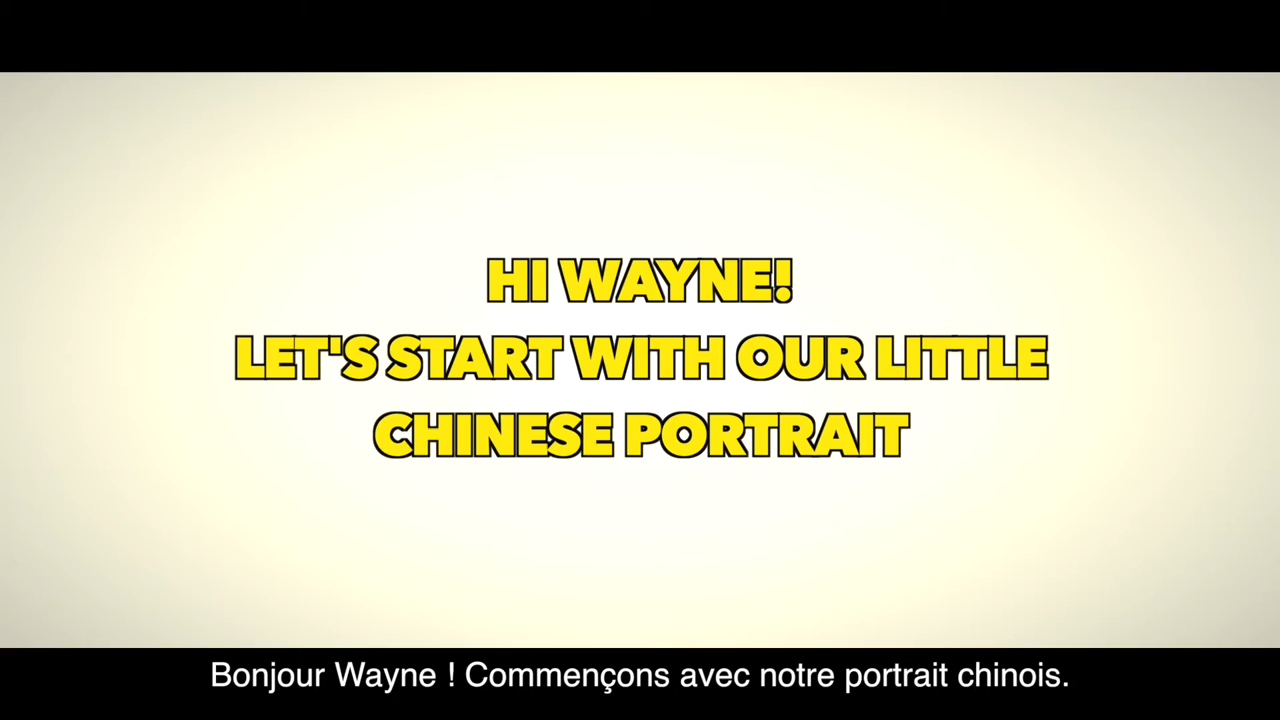 HI WAYNE!
LET'S START WITH OUR LITTLE
CHINESE PORTRAIT
Bonjour Wayne ! Commençons avec notre portrait chinois.